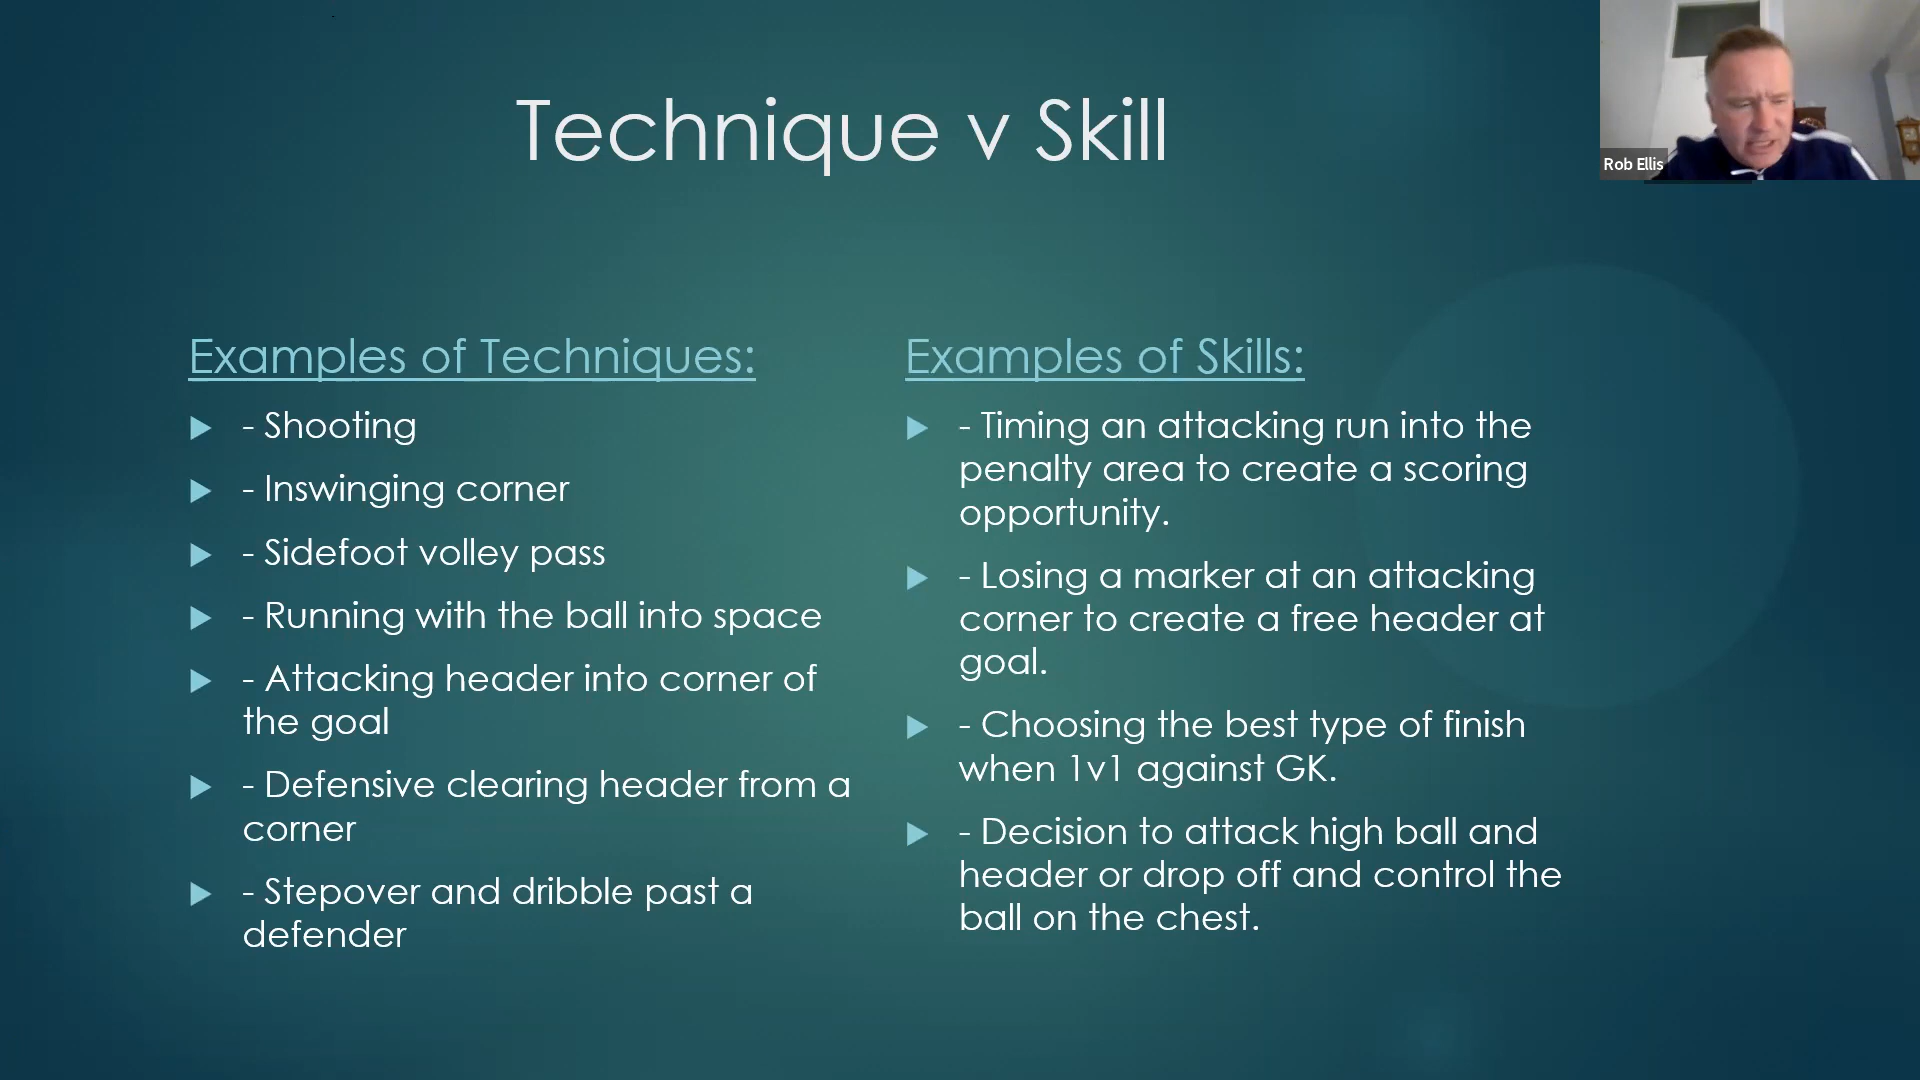 Technique v Skill
Rob Ellis
Examples of Techniques:
- Shooting
- Inswinging corner
- Sidefoot volley pass
- Running with the ball into space
- Attacking header into corner of
the goal
- Defensive clearing header from a
corner
- Stepover and dribble past a
defender
Examples of Skills:
- Timing an attacking run into the
penalty area to create a scoring
opportunity.
- Losing a marker at an attacking
corner to create a free header at
goal.
- Choosing the best type of finish
when 1v1 against GK.
- Decision to attack high ball and
header or drop off and control the
ball on the chest.